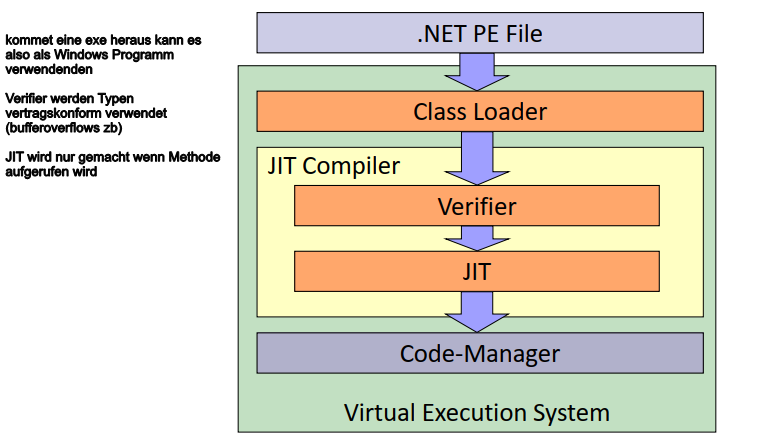 kommet eine exe heraus kann es
also als Windows Programm
verwendenden
Verifier werden Typen
vertragskonform verwendet
(bufferoverflows zb)
JIT wird nur gemacht wenn Methode
aufgerufen wird
.NET PE File
Class Loader
JIT Compiler
Verifier
JIT
Code-Manager
Virtual Execution System